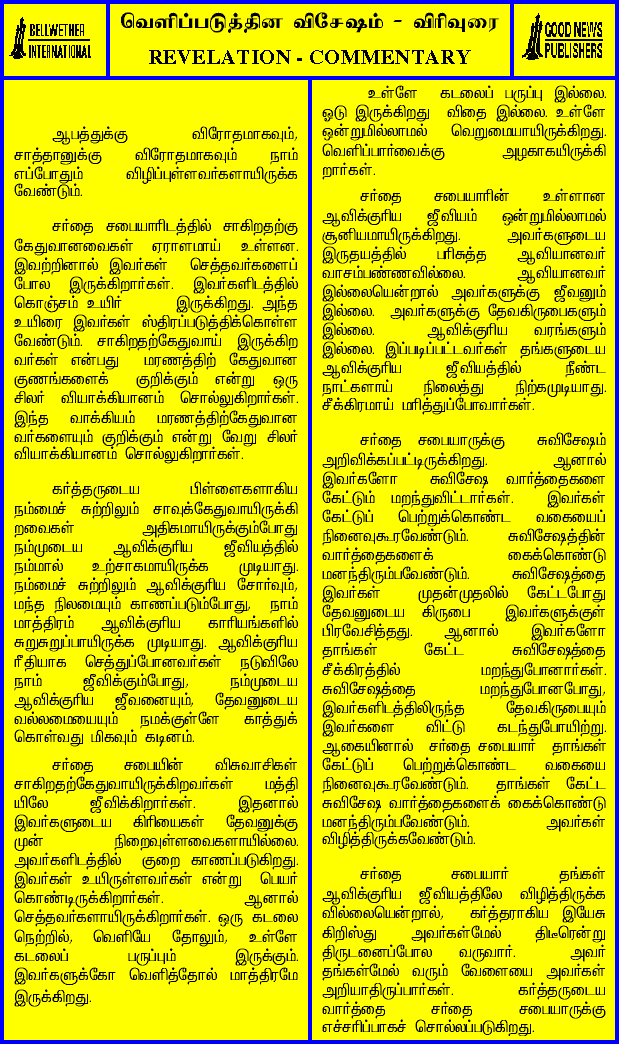 BELLWETHER
INTERNATIONAL
வெளிப்படுத்தின விசேஷம் - விரிவுரை
REVELATION - COMMENTARY
GOOD NEWS
PUBLISHERS
ஆபத்துக்கு விரோதமாகவும்,
சாத்தானுக்கு விரோதமாகவும் நாம்
எப்போதும் விழிப்புள்ளவர்களாயிருக்க
வேண்டும்.
சர்தை சபையாரிடத்தில் சாகிறதற்கு
கேதுவானவைகள் ஏராளமாய் உள்ளன.
இவற்றினால் இவர்கள் செத்தவர்களைப்
போல இருக்கிறார்கள். இவர்களிடத்தில்
கொஞ்சம் உயிர் இருக்கிறது. அந்த
உயிரை இவர்கள் ஸ்திரப்படுத்திக்கொள்ள
வேண்டும். சாகிறதற்கேதுவாய் இருக்கிற
வர்கள் என்பது மரணத்திற் கேதுவான
குணங்களைக் குறிக்கும் என்று ஒரு
சிலர் வியாக்கியானம் சொல்லுகிறார்கள்.
இந்த வாக்கியம் மரணத்திற்கேதுவான
வர்களையும் குறிக்கும் என்று வேறு சிலர்
வியாக்கியானம் சொல்லுகிறார்கள்.
கர்த்தருடைய பிள்ளைகளாகிய
நம்மைச் சுற்றிலும் சாவுக்கேதுவாயிருக்கி
றவைகள் அதிகமாயிருக்கும்போது
நம்முடைய ஆவிக்குரிய ஜீவியத்தில்
நம்மால் உற்சாகமாயிருக்க முடியாது.
நம்மைச் சுற்றிலும் ஆவிக்குரிய சோர்வும்,
மந்த நிலமையும் காணப்படும்போது, நாம்
மாத்திரம் ஆவிக்குரிய காரியங்களில்
சுறுசுறுப்பாயிருக்க முடியாது. ஆவிக்குரிய
ரீதியாக செத்துப்போனவர்கள் நடுவிலே
நாம் ஜீவிக்கும்போது, நம்முடைய
ஆவிக்குரிய ஜீவனையும், தேவனுடைய
வல்லமையையும் நமக்குள்ளே காத்துக்
கொள்வது மிகவும் கடினம்.
சர்தை சபையின் விசுவாசிகள்
சாகிறதற்கேதுவாயிருக்கிறவர்கள் மத்தி
யிலே ஜீவிக்கிறார்கள். இதனால்
இவர்களுடைய கிரியைகள் தேவனுக்கு
முன் நிறைவுள்ளவைகளாயில்லை.
அவர்களிடத்தில் குறை காணப்படுகிறது.
இவர்கள் உயிருள்ளவர்கள் என்று பெயர்
கொண்டிருக்கிறார்கள். ஆனால்
செத்தவர்களாயிருக்கிறார்கள். ஒரு கடலை
நெற்றில், வெளியே தோலும், உள்ளே
கடலைப் பருப்பும் இருக்கும்.
இவர்களுக்கோ வெளித்தோல் மாத்திரமே
இருக்கிறது.
உள்ளே கடலைப் பருப்பு இல்லை.
ஓடு இருக்கிறது விதை இல்லை. உள்ளே
ஒன்றுமில்லாமல் வெறுமையாயிருக்கிறது.
வெளிப்பார்வைக்கு அழகாகயிருக்கி
றார்கள்.
சர்தை சபையாரின் உள்ளான
ஆவிக்குரிய ஜீவியம் ஒன்றுமில்லாமல்
சூனியமாயிருக்கிறது. அவர்களுடைய
இருதயத்தில் பரிசுத்த ஆவியானவர்
வாசம்பண்ணவில்லை. ஆவியானவர்
இல்லையென்றால் அவர்களுக்கு ஜீவனும்
இல்லை. அவர்களுக்கு தேவகிருபைகளும்
இல்லை. ஆவிக்குரிய வரங்களும்
இல்லை. இப்படிப்பட்டவர்கள் தங்களுடைய
ஆவிக்குரிய ஜீவியத்தில் நீண்ட
நாட்களாய் நிலைத்து நிற்கமுடியாது.
சீக்கிரமாய் மரித்துப்போவார்கள்.
சர்தை சபையாருக்கு சுவிசேஷம்
அறிவிக்கப்பட்டிருக்கிறது. ஆனால்
இவர்களோ சுவிசேஷ வார்த்தைகளை
கேட்டும் மறந்துவிட்டார்கள். இவர்கள்
கேட்டுப் பெற்றுக்கொண்ட வகையைப்
நினைவுகூரவேண்டும். சுவிசேஷத்தின்
வார்த்தைகளைக் கைக்கொண்டு
மனந்திரும்பவேண்டும். சுவிசேஷத்தை
இவர்கள் முதன்முதலில் கேட்டபோது
தேவனுடைய கிருபை இவர்களுக்குள்
பிரவேசித்தது. ஆனால் இவர்களோ
தாங்கள் கேட்ட சுவிசேஷத்தை
சீக்கிரத்தில் மறந்துபோனார்கள்.
சுவிசேஷத்தை மறந்துபோனபோது,
இவர்களிடத்திலிருந்த தேவகிருபையும்
இவர்களை விட்டு கடந்துபோயிற்று.
ஆகையினால் சர்தை சபையார் தாங்கள்
கேட்டுப் பெற்றுக்கொண்ட வகையை
நினைவுகூரவேண்டும். தாங்கள் கேட்ட
சுவிசேஷ வார்த்தைகளைக் கைக்கொண்டு
மனந்திரும்பவேண்டும். அவர்கள்
விழித்திருக்கவேண்டும்.
சர்தை சபையார் தங்கள்
ஆவிக்குரிய ஜீவியத்திலே விழித்திருக்க
வில்லையென்றால், கர்த்தராகிய இயேசு
கிறிஸ்து அவர்கள்மேல் திடீரென்று
திருடனைப்போல வருவார். அவர்
தங்கள்மேல் வரும் வேளையை அவர்கள்
அறியாதிருப்பார்கள். கர்த்தருடைய
வார்த்தை சர்தை சபையாருக்கு
எச்சரிப்பாகச் சொல்லப்படுகிறது.